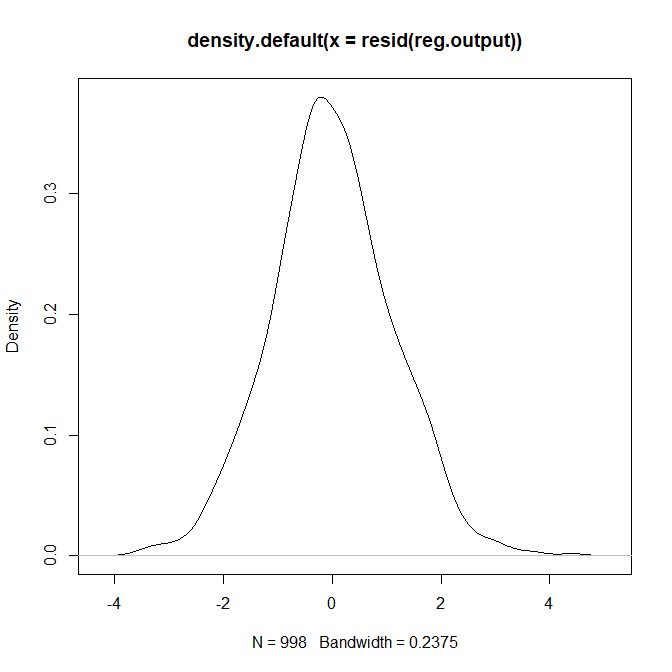 density.default(x = resid(reg.output))
Density
0.3
0.2
0.1
0.0
-4 -2 0 2 4
N = 998 Bandwidth = 0.2375